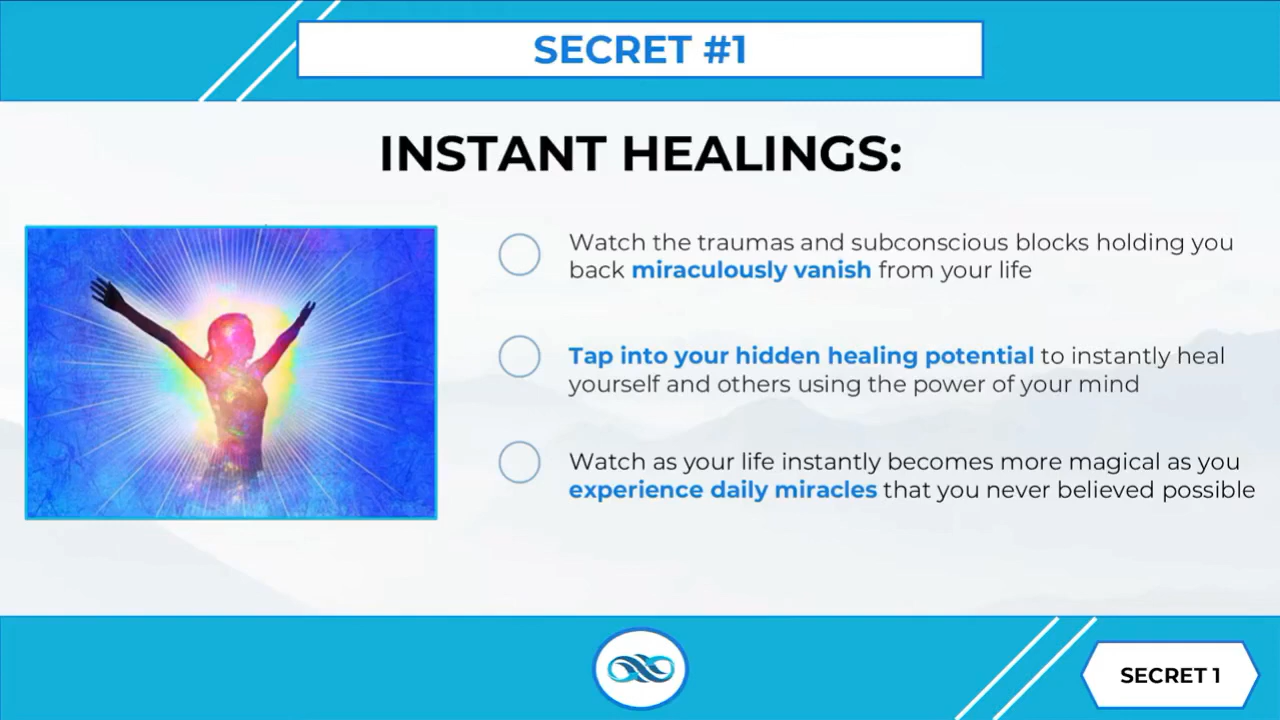 SECRET #1
INSTANT HEALINGS:
Watch the traumas and subconscious blocks holding you
back miraculously vanish from your life
Tap into your hidden healing potential to instantly heal
yourself and others using the power of your mind
Watch as your life instantly becomes more magical as you
experience daily miracles that you never believed possible
SECRET 1